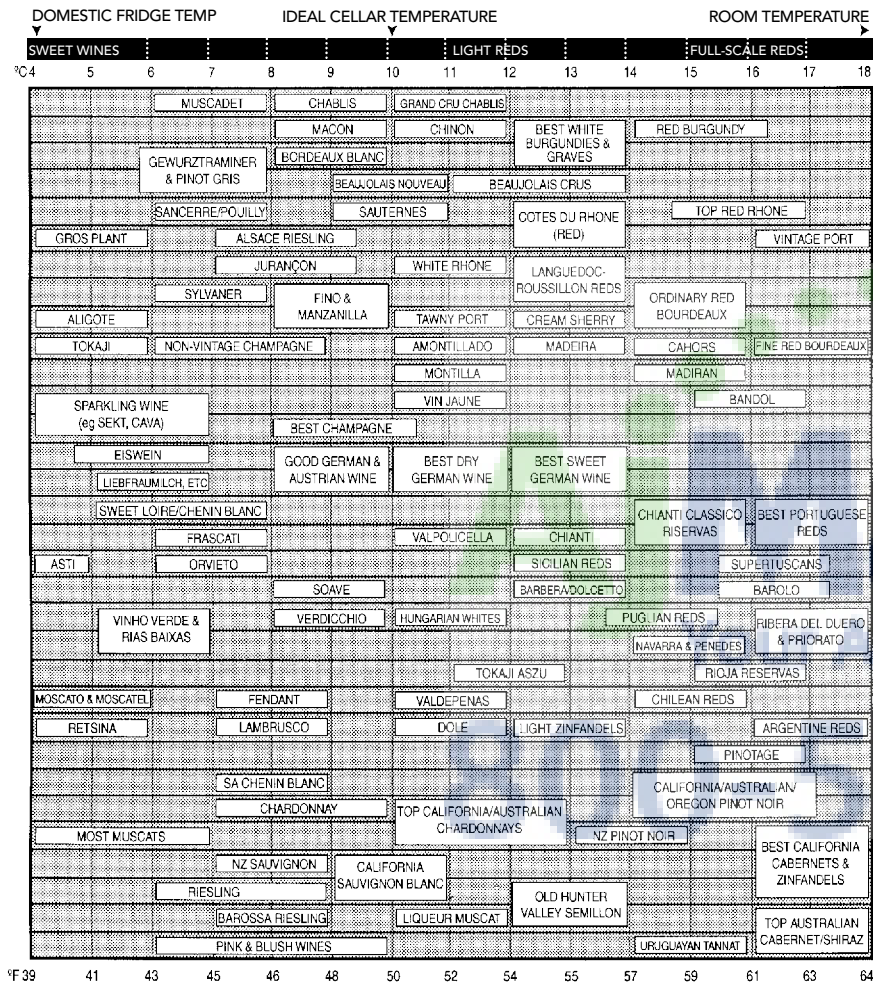 DOMESTIC FRIDGE TEMP IDEAL CELLAR TEMPERATURE ROOM TEMPERATURE
SWEET WINES LIGHT REDS FULL-SCALE REDS
°C 4 5 6 7 8 9 10 11 12 13 14 15 16 17 18
MUSCADET CHABLIS GRAND CRU CHABLIS
MACON CHINON BEST WHITE BURGUNDIES & GRAVES RED BURGUNDY
GEWURZTRAMINER & PINOT GRIS BORDEAUX BLANC
BEAUJOLAIS NOUVEAU BEAUJOLAIS CRUS
SANCERRE/POUILLY SAUTERNES COTES DU RHONE (RED) TOP RED RHONE
GROS PLANT ALSACE RIESLING VINTAGE PORT
JURANÇON WHITE RHONE LANGUEDOC-ROUSSILLON REDS
SYLVANER FINO & MANZANILLA ORDINARY RED BOURDEAUX
ALIGOTE TAWNY PORT CREAM SHERRY
TOKAJI NON-VINTAGE CHAMPAGNE AMONTILLADO MADEIRA CAHORS FINE RED BOURDEAUX
MONTILLA MADIRAN
SPARKLING WINE (eg SEKT, CAVA) VIN JAUNE BANDOL
BEST CHAMPAGNE
EISWEIN GOOD GERMAN & AUSTRIAN WINE BEST DRY GERMAN WINE BEST SWEET GERMAN WINE
LIEBFRAUMILCH, ETC
SWEET LOIRE/CHENIN BLANC CHIANTI CLASSICO RISERVAS BEST PORTUGUESE REDS
FRASCATI VALPOLICELLA CHIANT
ASTI ORVIETO SICILIAN REDS SUPERTUSCANS
SOAVE BARBERA/DOLCETTO BAROLO
VINHO VERDE & RIAS BAIXAS VERDICCHIO HUNGARIAN WHITES PUGLIAN REDS RIBERA DEL DUERO & PRIORATO
NAVARRA & PENEDES
TOKAJI ASZU RIOJA RESERVAS
MOSCATO & MOSCATEL FENDANT VALDEPENAS CHILEAN REDS
RETSINA LAMBRUSCO DOLE LIGHT ZINFANDELS ARGENTINE REDS
PINOTAGE
SA CHENIN BLANC CALIFORNIA/AUSTRALIAN/ OREGON PINOT NOIR
CHARDONNAY TOP CALIFORNIA/AUSTRALIAN CHARDONNAYS
MOST MUSCATS NZ PINOT NOIR BEST CALIFORNIA CABERNETS & ZINFANDELS
NZ SAUVIGNON CALIFORNIA SAUVIGNON BLANC
RIESLING OLD HUNTER VALLEY SEMILLON
BAROSSA RIESLING LIQUEUR MUSCAT TOP AUSTRALIAN CABERNET/SHIRAZ
PINK & BLUSH WINES URUGUAYAN TANNAT
°F 39 41 43 45 46 48 50 52 54 55 57 59 61 63 64
AjM
800 5